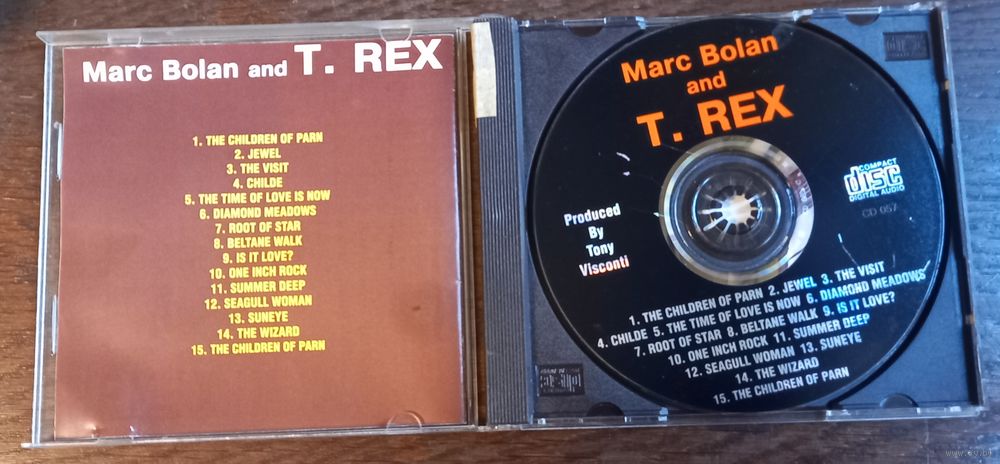 Marc Bolan and T. REX
1. THE CHILDREN OF PARN
2. JEWEL
3. THE VISIT
4. CHILDE
5. THE TIME OF LOVE IS NOW
6. DIAMOND MEADOWS
7. ROOT OF STAR
8. BELTANE WALK
9. IS IT LOVE?
10. ONE INCH ROCK
11. SUMMER DEEP
12. SEAGULL WOMAN
13. SUNEYE
14. THE WIZARD
15. THE CHILDREN OF PARN
Marc Bolan
and
T. REX
COMPACT
disc
DIGITAL AUDIO
CD 057
Produced
By
Tony
Visconti
1. THE CHILDREN OF PARN 2. JEWEL 3. THE VISIT
4. CHILDE 5. THE TIME OF LOVE IS NOW 6. DIAMOND MEADOWS
7. ROOT OF STAR 8. BELTANE WALK 9. IS IT LOVE?
10. ONE INCH ROCK 11. SUMMER DEEP
12. SEAGULL WOMAN 13. SUNEYE
14. THE WIZARD
15. THE CHILDREN OF PARN